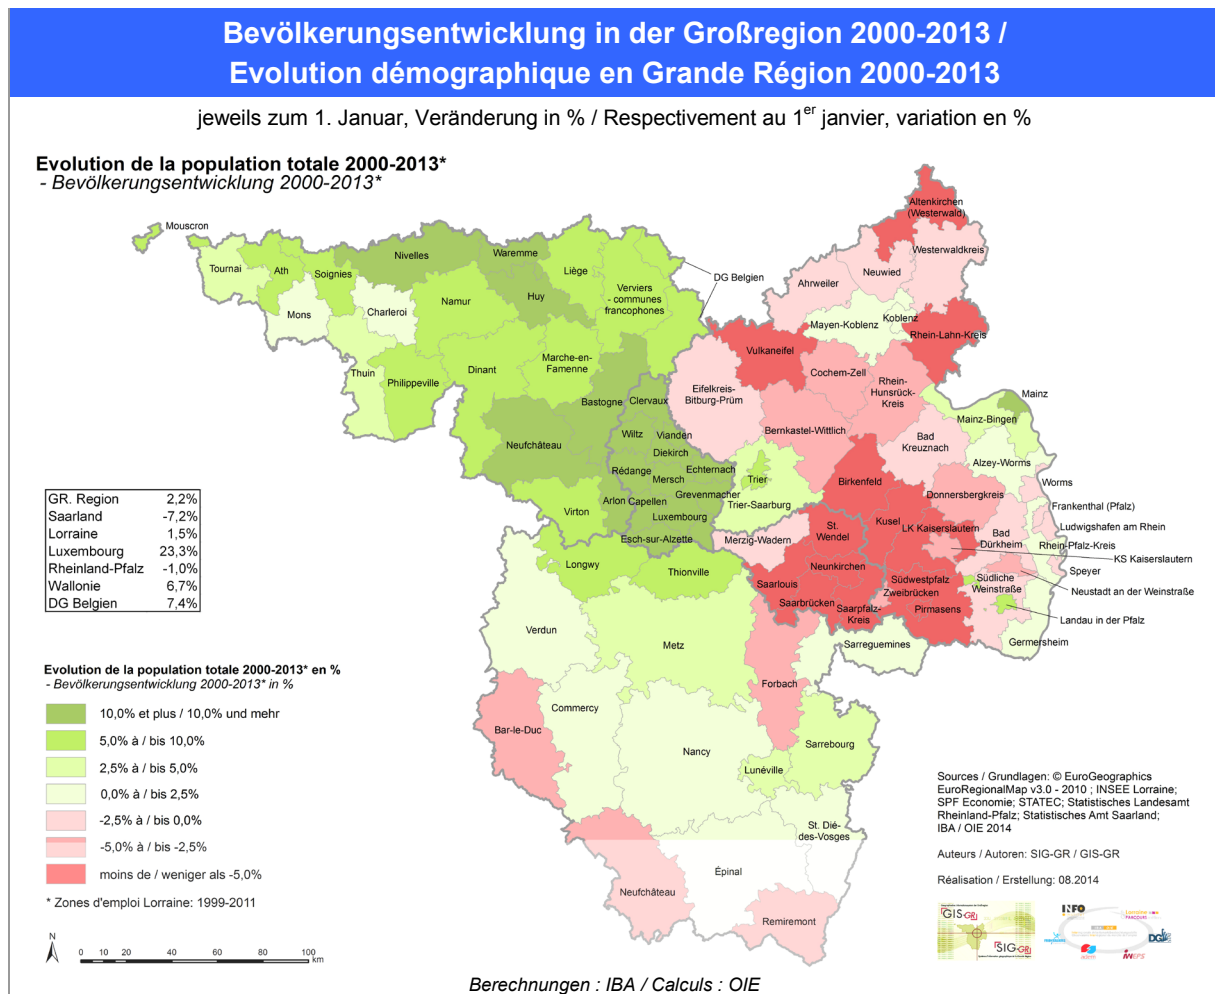 Bevölkerungsentwicklung in der Großregion 2000-2013 /
Evolution démographique en Grande Région 2000-2013
jeweils zum 1. Januar, Veränderung in % / Respectivement au 1er janvier, variation en %
Evolution de la population totale 2000-2013*
- Bevölkerungsentwicklung 2000-2013*
Mouscron
Tournai
Ath
Soignies
Nivelles
Waremme
Liège
Huy
Verviers
- communes
francophones
DG Belgien
Mons
Charleroi
Namur
Thuin
Philippeville
Dinant
Marche-en-
Famenne
Bastogne
Neufchâteau
Virton
Arlon
Clervaux
Wiltz
Vianden
Diekirch
Rédange
Mersch
Echternach
Capellen
Grevenmacher
Luxembourg
Esch-sur-Alzette
Altenkirchen
(Westerwald)
Westerwaldkreis
Neuwied
Ahrweiler
Mayen-Koblenz
Koblenz
Rhein-Lahn-Kreis
Vulkaneifel
Cochem-Zell
Rhein-
Hunsrück-
Kreis
Eifelkreis-
Bitburg-Prüm
Bernkastel-Wittlich
Mainz
Mainz-Bingen
Bad
Kreuznach
Alzey-Worms
Worms
Trier
Trier-Saarburg
Birkenfeld
Donnersbergkreis
Frankenthal (Pfalz)
Ludwigshafen am Rhein
Kusel
LK Kaiserslautern
Bad
Dürkheim
Rhein-Pfalz-Kreis
KS Kaiserslautern
Speyer
Merzig-Wadern
St.
Wendel
Neunkirchen
Saarlouis
Saarbrücken
Saarpfalz-
Kreis
Südwestpfalz
Zweibrücken
Pirmasens
Südliche
Weinstraße
Neustadt an der Weinstraße
Landau in der Pfalz
Germersheim
Longwy
Thionville
Verdun
Metz
Sarreguemines
Forbach
Bar-le-Duc
Commercy
Nancy
Sarrebourg
Lunéville
St. Dié-
des-Vosges
Épinal
Neufchâteau
Remiremont
GR. Region 2,2%
Saarland -7,2%
Lorraine 1,5%
Luxembourg 23,3%
Rheinland-Pfalz -1,0%
Wallonie 6,7%
DG Belgien 7,4%
Evolution de la population totale 2000-2013* en %
- Bevölkerungsentwicklung 2000-2013* in %
10,0% et plus / 10,0% und mehr
5,0% à / bis 10,0%
2,5% à / bis 5,0%
0,0% à / bis 2,5%
-2,5% à / bis 0,0%
-5,0% à / bis -2,5%
moins de / weniger als -5,0%
* Zones d'emploi Lorraine: 1999-2011
N
0 20 40 60 80 100
km
Sources / Grundlagen: © EuroGeographics
EuroRegionalMap v3.0 - 2010 ; INSEE Lorraine;
SPF Economie; STATEC; Statistisches Landesamt
Rheinland-Pfalz; Statistisches Amt Saarland;
IBA / OIE 2014
Auteurs / Autoren: SIG-GR / GIS-GR
Réalisation / Erstellung: 08.2014
GIS-GR
SIG-GR
INFO
Lorraine
PARCOURS
DG
adem
IWEPS
Berechnungen : IBA / Calculs : OIE